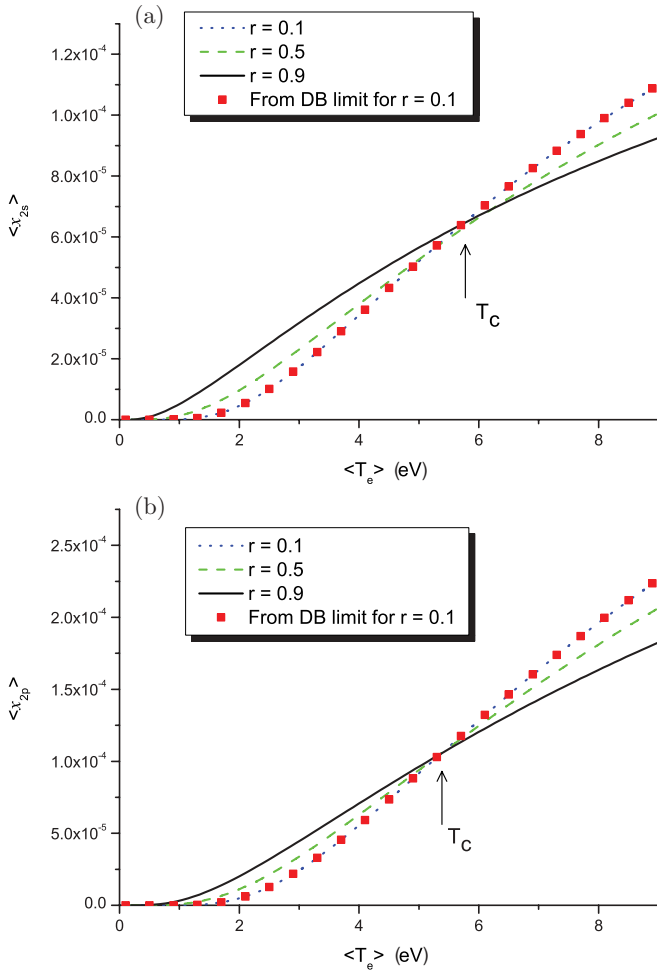 (a)
r = 0.1
r = 0.5
r = 0.9
From DB limit for r = 0.1
1.2x10⁻⁴
1.0x10⁻⁴
8.0x10⁻⁵
6.0x10⁻⁵
4.0x10⁻⁵
2.0x10⁻⁵
0.0
<x₂ₛ>
T_C
0 2 4 6 8
<T_e> (eV)
(b)
r = 0.1
r = 0.5
r = 0.9
From DB limit for r = 0.1
2.5x10⁻⁴
2.0x10⁻⁴
1.5x10⁻⁴
1.0x10⁻⁴
5.0x10⁻⁵
0.0
<x₂ₚ>
T_C
0 2 4 6 8
<T_e> (eV)